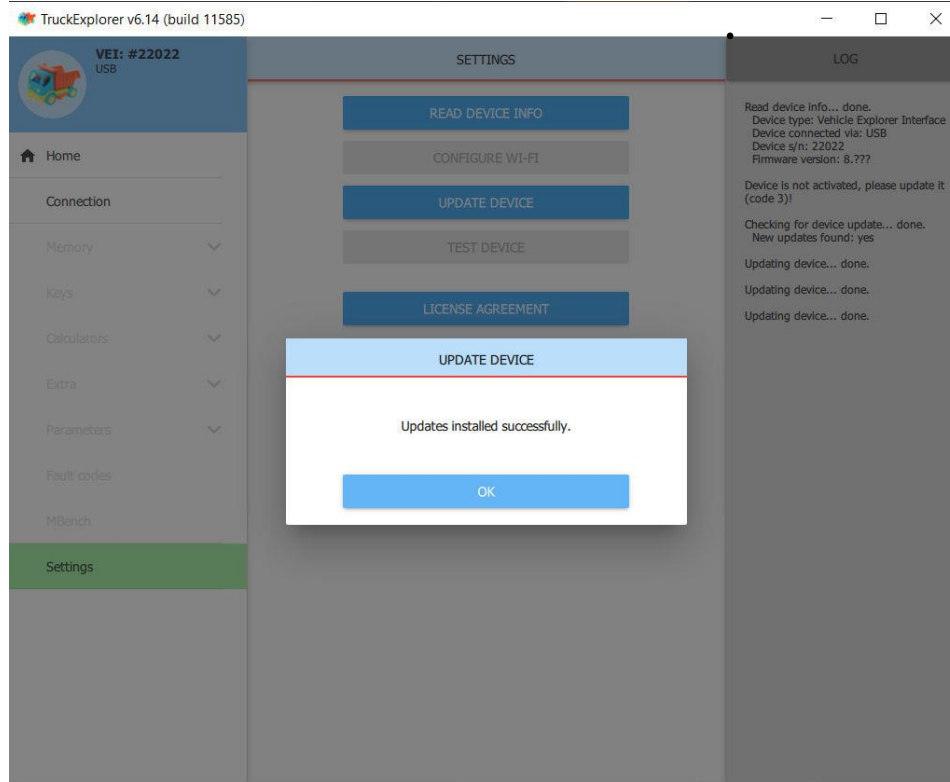 TruckExplorer v6.14 (build 11585)
VEI: #22022
USB
Home
Connection
Memory
Keys
Calculators
Extra
Parameters
Fault codes
MBench
Settings
SETTINGS
READ DEVICE INFO
CONFIGURE WI-FI
UPDATE DEVICE
TEST DEVICE
LICENSE AGREEMENT
UPDATE DEVICE
Updates installed successfully.
OK
LOG
Read device info... done.
Device type: Vehicle Explorer Interface
Device connected via: USB
Device s/n: 22022
Firmware version: 8.???
Device is not activated, please update it
(code 3)!
Checking for device update... done.
New updates found: yes
Updating device... done.
Updating device... done.
Updating device... done.